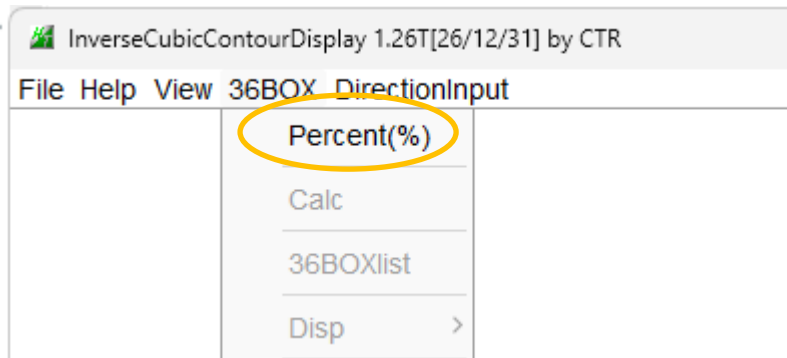 InverseCubicContourDisplay 1.26T[26/12/31] by CTR
File Help View 36BOX DirectionInput
Percent(%)
Calc
36BOXlist
Disp >